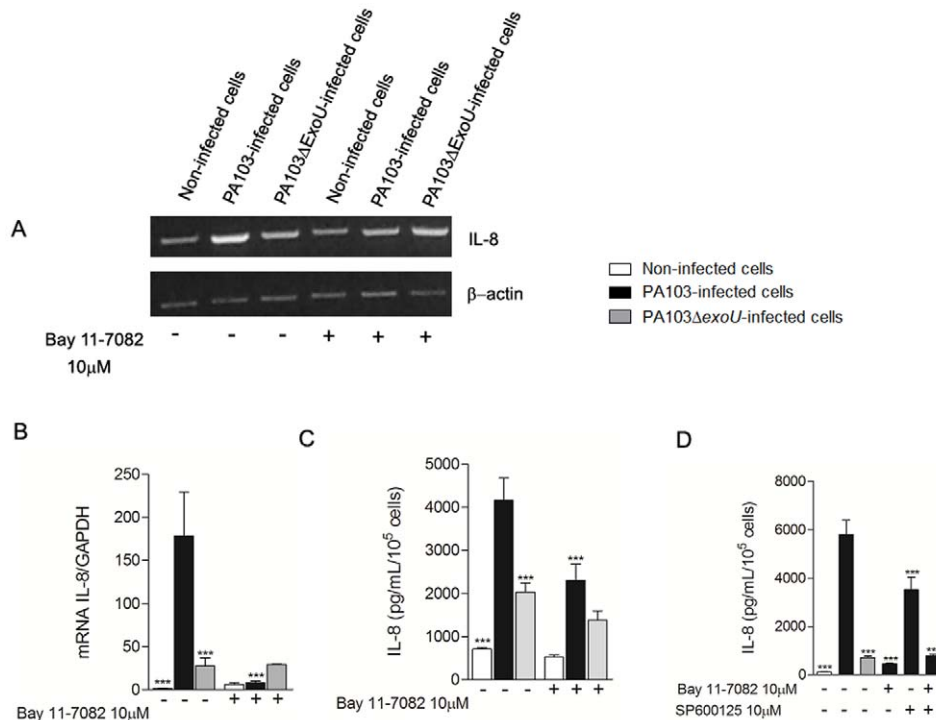 Non-infected cells
PA103-infected cells
PA103ΔExoU-infected cells
Non-infected cells
PA103-infected cells
PA103ΔExoU-infected cells
A
IL-8
β-actin
Bay 11-7082 - - - + + +
10µM
Non-infected cells
PA103-infected cells
PA103ΔexoU-infected cells
B
mRNA IL-8/GAPDH
250
200
150
100
50
0
*** *** ***
- - - + + +
Bay 11-7082 10µM
C
IL-8 (pg/mL/10⁵ cells)
5000
4000
3000
2000
1000
0
*** *** ***
- - - + + +
Bay 11-7082 10µM
D
IL-8 (pg/mL/10⁵ cells)
8000
6000
4000
2000
0
*** *** *** *** **
Bay 11-7082 10µM - - - + - +
SP600125 10µM - - - - + +